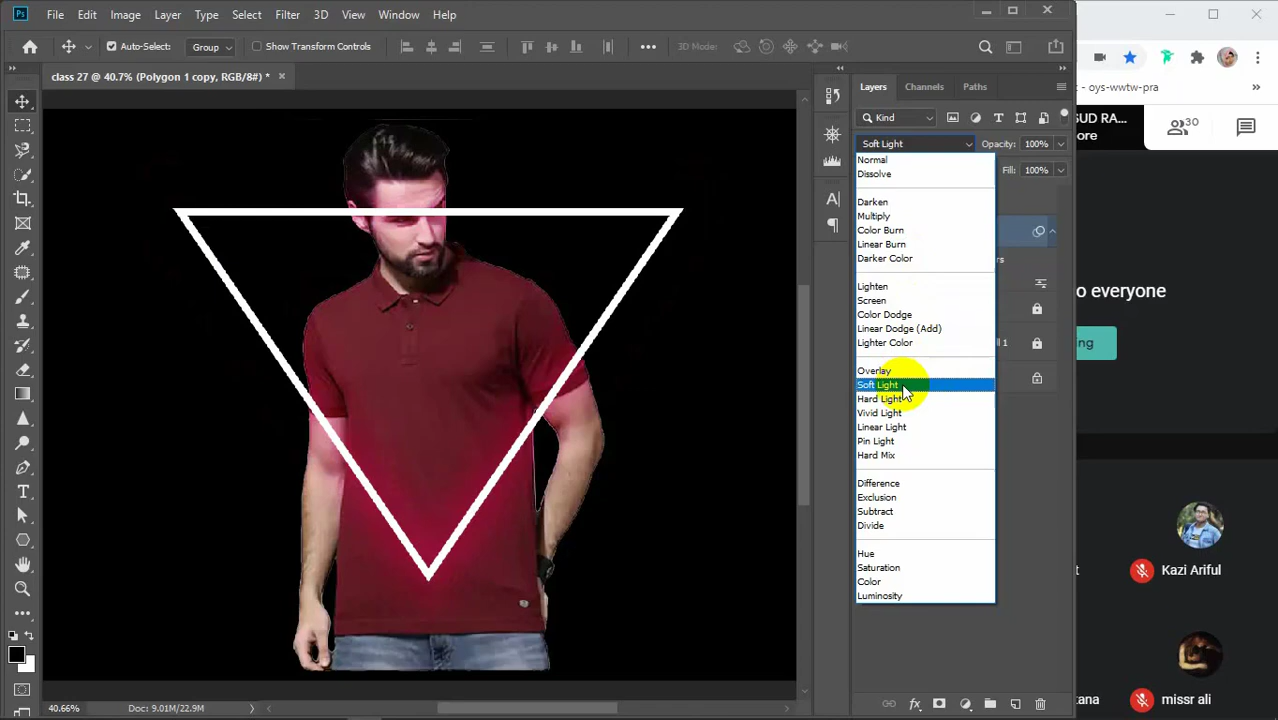 Ps File Edit Image Layer Type Select Filter 3D View Window Help
Auto-Select: Group Show Transform Controls 3D Mode:
class 27 @ 40.7% (Polygon 1 copy, RGB/8#) *
Layers Channels Paths
Kind
Soft Light Opacity: 100%
Fill: 100%
Normal
Dissolve
Darken
Multiply
Color Burn
Linear Burn
Darker Color
Lighten
Screen
Color Dodge
Linear Dodge (Add)
Lighter Color
Overlay
Soft Light
Hard Light
Vivid Light
Linear Light
Pin Light
Hard Mix
Difference
Exclusion
Subtract
Divide
Hue
Saturation
Color
Luminosity
40.66% Doc: 9.01M/22.9M
fx
- oys-wwtw-pra
SUD RA...
ore
30
o everyone
ng
Kazi Ariful
missr ali